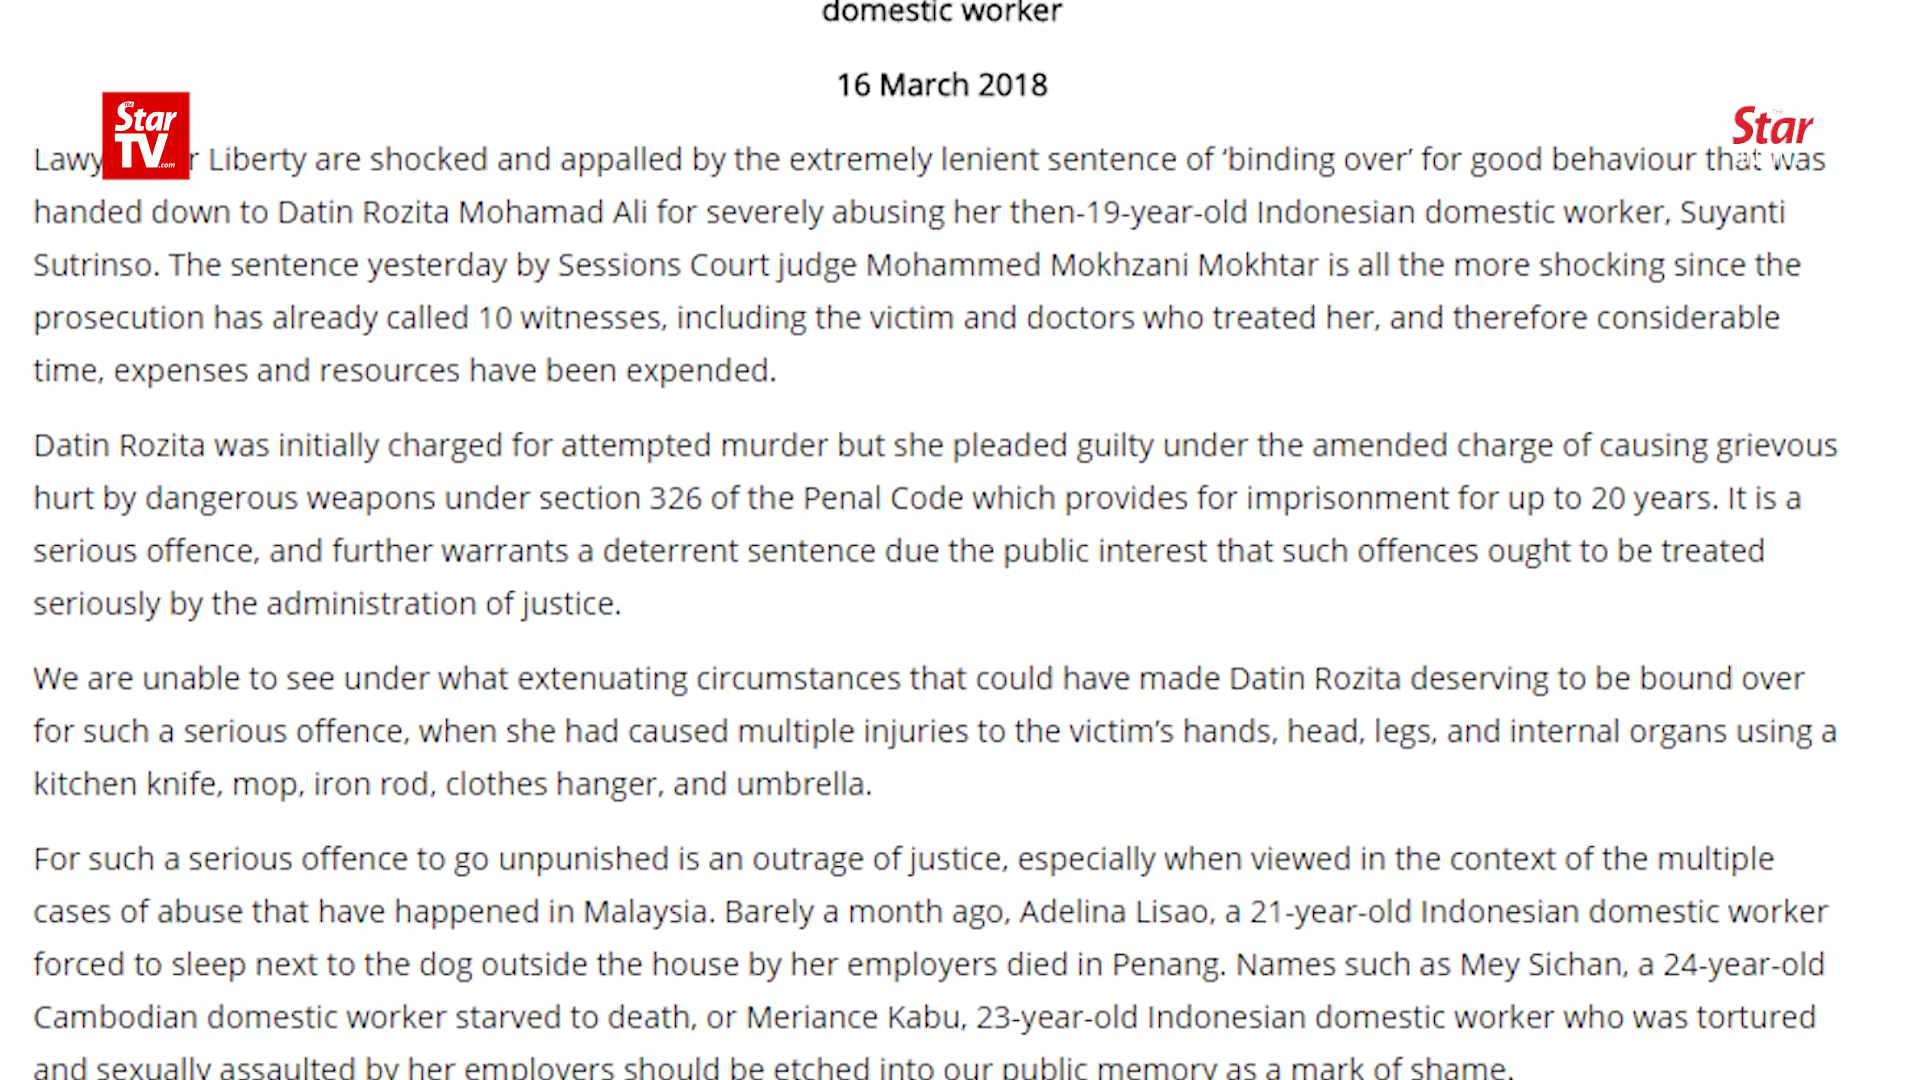 domestic worker
16 March 2018
The Star TV.com
Star
Lawy r Liberty are shocked and appalled by the extremely lenient sentence of ‘binding over’ for good behaviour that was
handed down to Datin Rozita Mohamad Ali for severely abusing her then-19-year-old Indonesian domestic worker, Suyanti
Sutrinso. The sentence yesterday by Sessions Court judge Mohammed Mokhzani Mokhtar is all the more shocking since the
prosecution has already called 10 witnesses, including the victim and doctors who treated her, and therefore considerable
time, expenses and resources have been expended.
Datin Rozita was initially charged for attempted murder but she pleaded guilty under the amended charge of causing grievous
hurt by dangerous weapons under section 326 of the Penal Code which provides for imprisonment for up to 20 years. It is a
serious offence, and further warrants a deterrent sentence due the public interest that such offences ought to be treated
seriously by the administration of justice.
We are unable to see under what extenuating circumstances that could have made Datin Rozita deserving to be bound over
for such a serious offence, when she had caused multiple injuries to the victim’s hands, head, legs, and internal organs using a
kitchen knife, mop, iron rod, clothes hanger, and umbrella.
For such a serious offence to go unpunished is an outrage of justice, especially when viewed in the context of the multiple
cases of abuse that have happened in Malaysia. Barely a month ago, Adelina Lisao, a 21-year-old Indonesian domestic worker
forced to sleep next to the dog outside the house by her employers died in Penang. Names such as Mey Sichan, a 24-year-old
Cambodian domestic worker starved to death, or Meriance Kabu, 23-year-old Indonesian domestic worker who was tortured
and sexually assaulted by her employers should be etched into our public memory as a mark of shame.